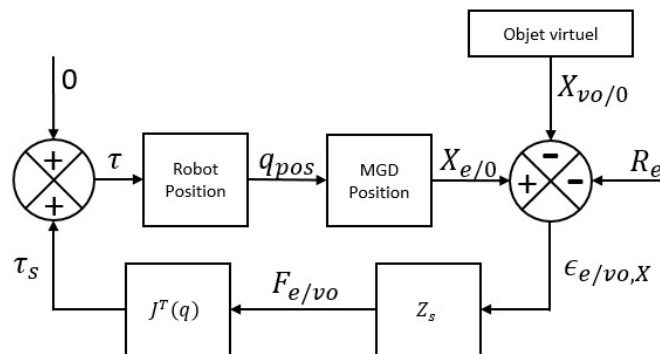 Objet virtuel
0
X_{vo/0}
+
+
τ
Robot
Position
q_{pos}
MGD
Position
X_{e/0}
+
-
-
R_e
τ_s
J^T(q)
F_{e/vo}
Z_s
ϵ_{e/vo,X}